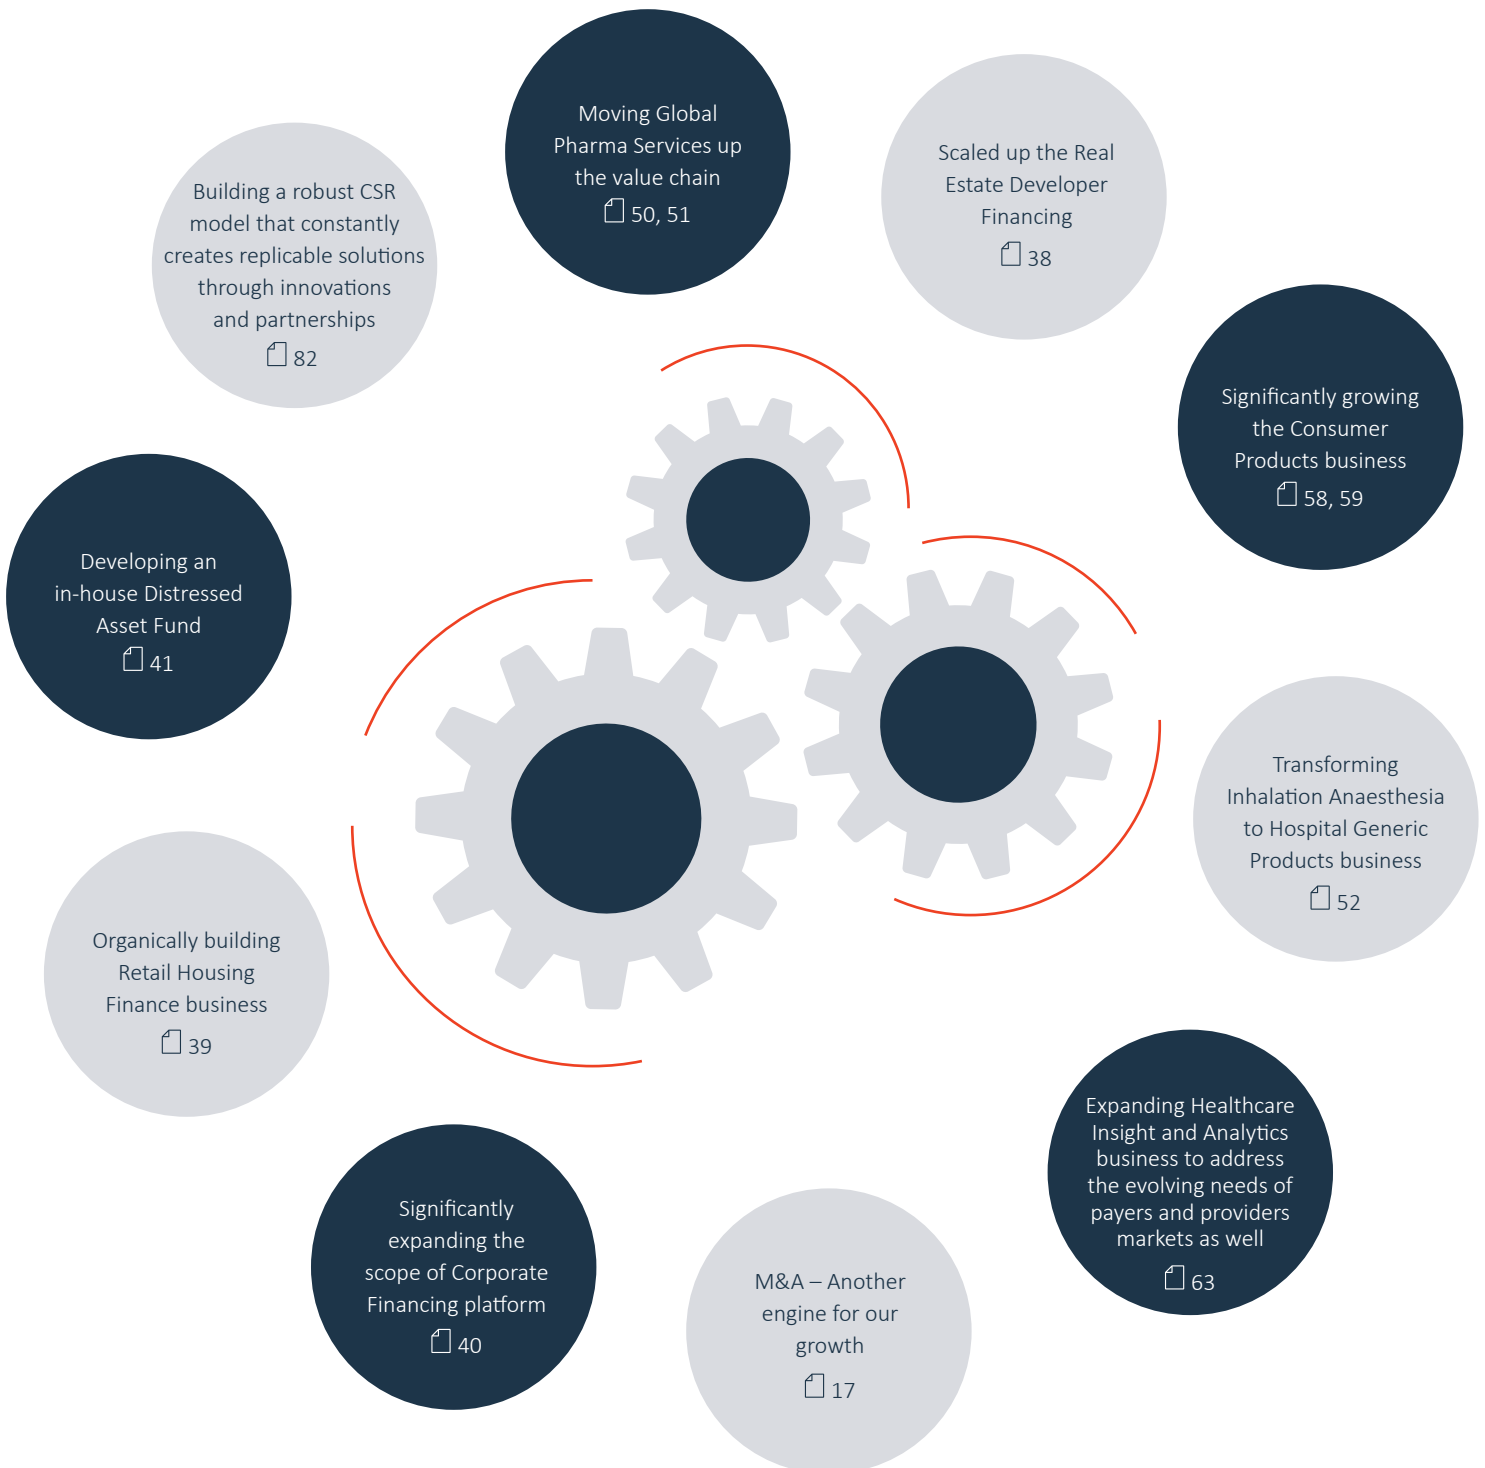 Moving Global
Pharma Services up
the value chain
50, 51
Scaled up the Real
Estate Developer
Financing
38
Building a robust CSR
model that constantly
creates replicable solutions
through innovations
and partnerships
82
Significantly growing
the Consumer
Products business
58, 59
Developing an
in-house Distressed
Asset Fund
41
Transforming
Inhalation Anaesthesia
to Hospital Generic
Products business
52
Organically building
Retail Housing
Finance business
39
Expanding Healthcare
Insight and Analytics
business to address
the evolving needs of
payers and providers
markets as well
63
Significantly
expanding the
scope of Corporate
Financing platform
40
M&A – Another
engine for our
growth
17